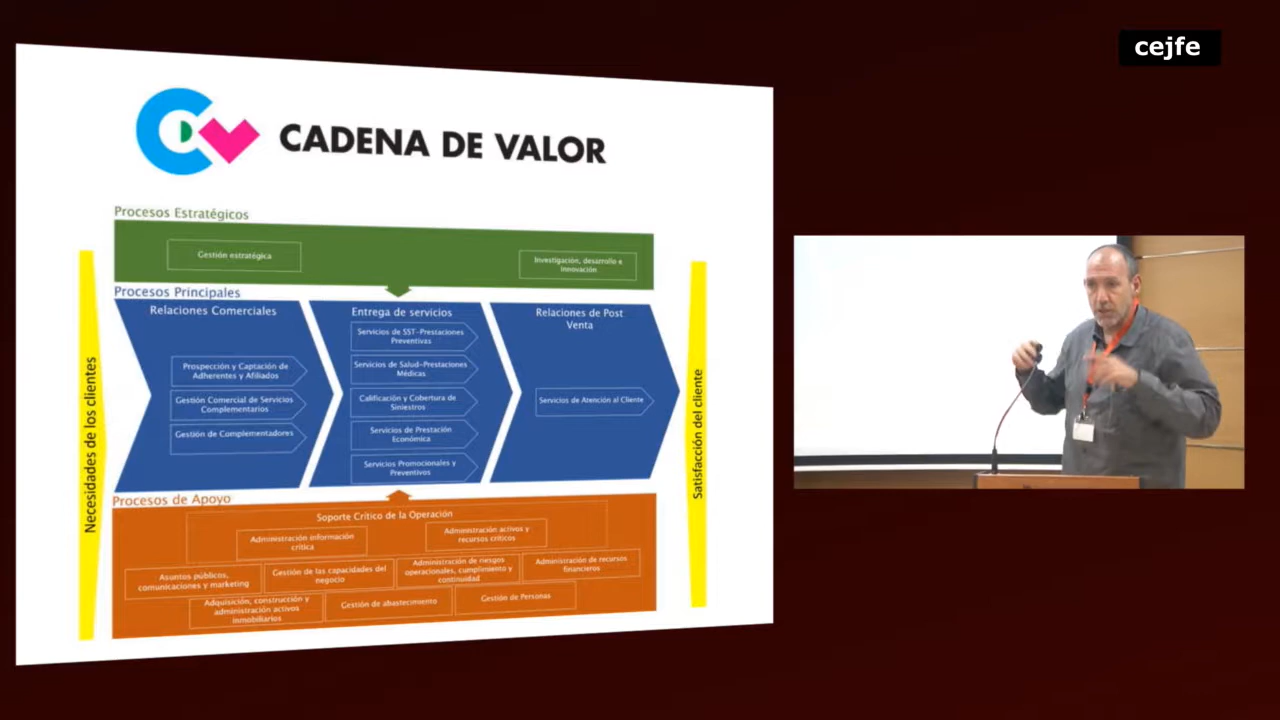 cejfe
CADENA DE VALOR
Procesos Estratégicos
Gestión estratégica
Investigación, desarrollo e
innovación
Procesos Principales
Necesidades de los clientes
Relaciones Comerciales
Prospección y Captación de
Adherentes y Afiliados
Gestión Comercial de Servicios
Complementarios
Gestión de Complementadores
Entrega de servicios
Servicios de SST-Prestaciones
Preventivas
Servicios de Salud-Prestaciones
Médicas
Calificación y Cobertura de
Siniestros
Servicios de Prestación
Económica
Servicios Promocionales y
Preventivos
Relaciones de Post
Venta
Servicios de Atención al Cliente
Satisfacción del cliente
Procesos de Apoyo
Soporte Crítico de la Operación
Administración información
crítica
Administración activos y
recursos críticos
Asuntos públicos,
comunicaciones y marketing
Gestión de las capacidades del
negocio
Administración de riesgos
operacionales, cumplimiento y
continuidad
Administración de recursos
financieros
Adquisición, construcción y
administración activos
inmobiliarios
Gestión de abastecimiento
Gestión de Personas